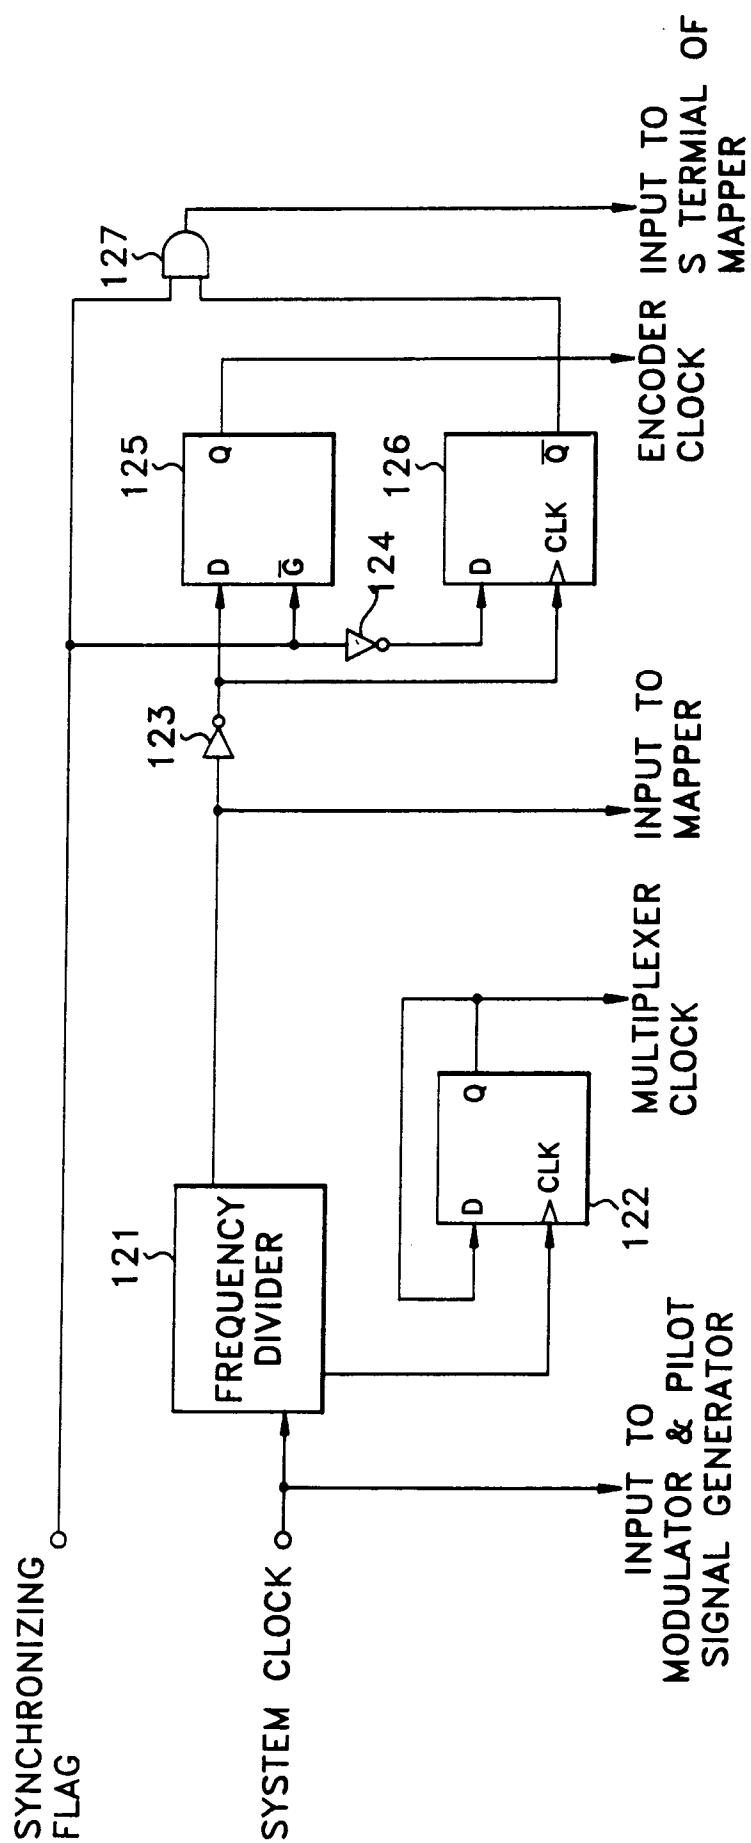 SYNCHRONIZING
FLAG
SYSTEM CLOCK
INPUT TO
MODULATOR & PILOT
SIGNAL GENERATOR
121
FREQUENCY
DIVIDER
122
D
CLK
Q
MULTIPLEXER
CLOCK
INPUT TO
MAPPER
123
124
125
D
G
Q
126
D
CLK
Q
ENCODER
CLOCK
127
INPUT TO
S TERMIAL OF
MAPPER